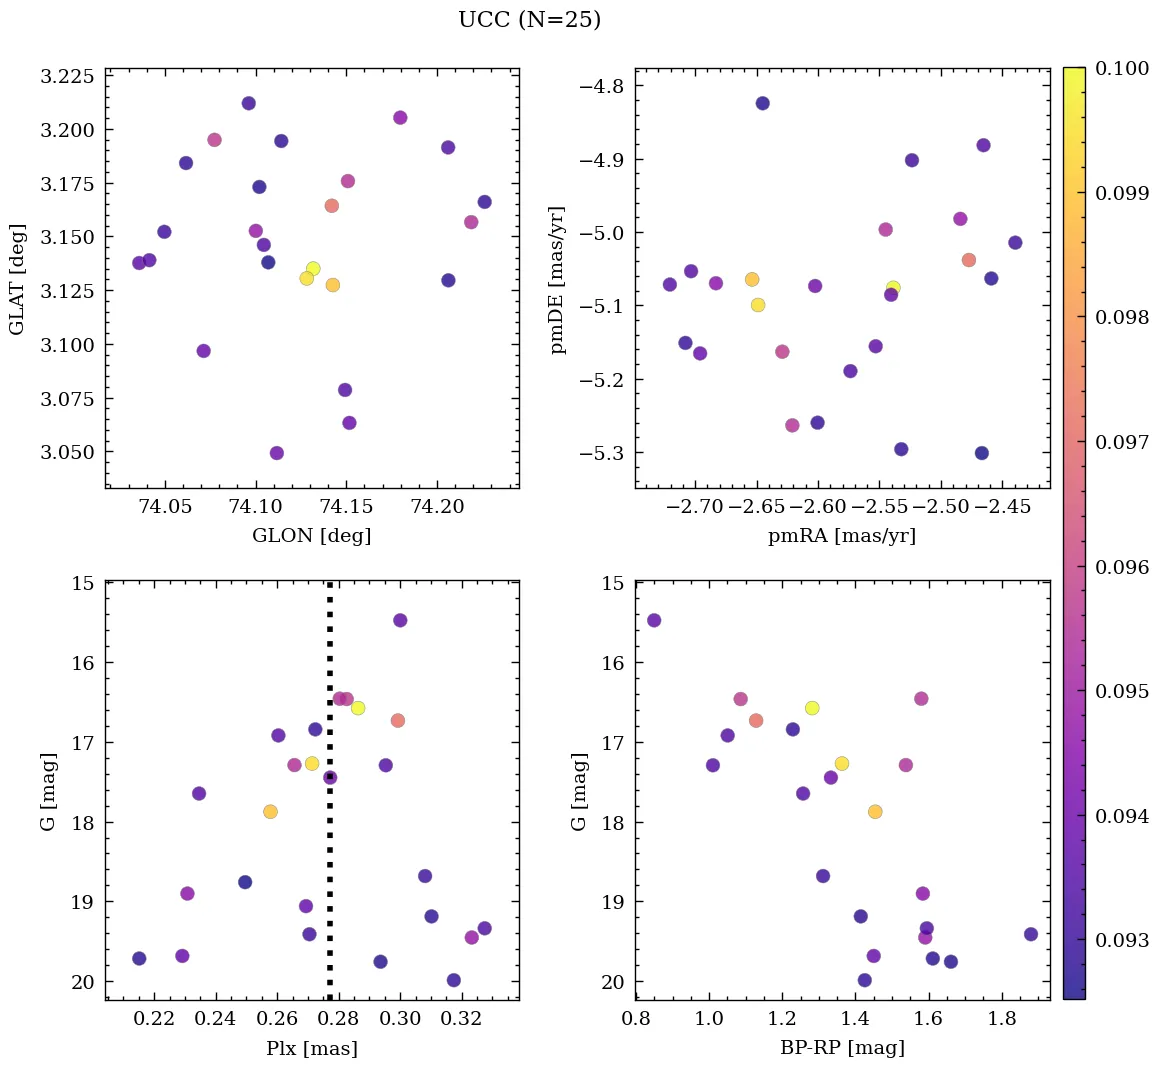 UCC (N=25)
3.225
3.200
3.175
3.150
3.125
3.100
3.075
3.050
GLAT [deg]
74.05 74.10 74.15 74.20
GLON [deg]
−4.8
−4.9
−5.0
−5.1
−5.2
−5.3
pmDE [mas/yr]
−2.70 −2.65 −2.60 −2.55 −2.50 −2.45
pmRA [mas/yr]
15
16
17
18
19
20
G [mag]
0.22 0.24 0.26 0.28 0.30 0.32
Plx [mas]
15
16
17
18
19
20
G [mag]
0.8 1.0 1.2 1.4 1.6 1.8
BP-RP [mag]
0.100
0.099
0.098
0.097
0.096
0.095
0.094
0.093